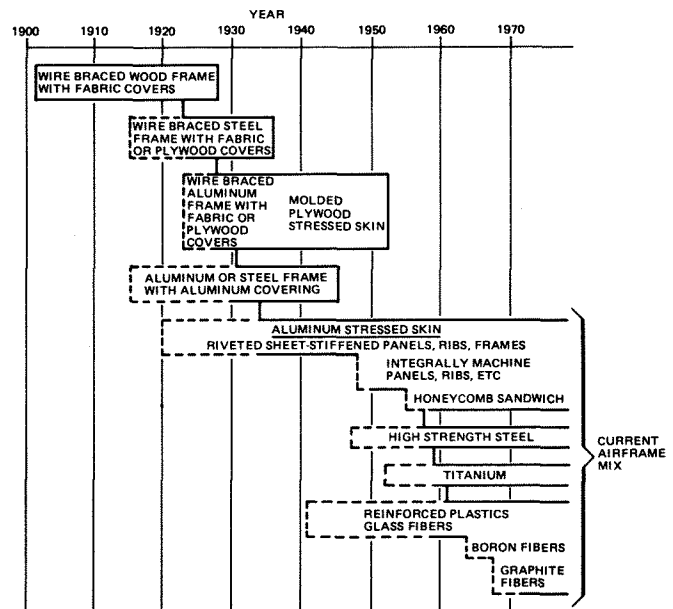 YEAR
1900 1910 1920 1930 1940 1950 1960 1970
WIRE BRACED WOOD FRAME
WITH FABRIC COVERS
WIRE BRACED STEEL
FRAME WITH FABRIC
OR PLYWOOD COVERS
WIRE BRACED
ALUMINUM
FRAME WITH
FABRIC OR
PLYWOOD
COVERS
MOLDED
PLYWOOD
STRESSED SKIN
ALUMINUM OR STEEL FRAME
WITH ALUMINUM COVERING
ALUMINUM STRESSED SKIN
RIVETED SHEET-STIFFENED PANELS, RIBS, FRAMES
INTEGRALLY MACHINE
PANELS, RIBS, ETC
HONEYCOMB SANDWICH
HIGH STRENGTH STEEL
TITANIUM
REINFORCED PLASTICS
GLASS FIBERS
BORON FIBERS
GRAPHITE
FIBERS
CURRENT
AIRFRAME
MIX